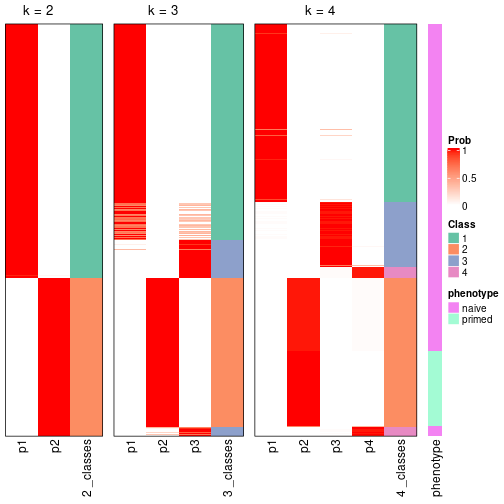 k = 2
k = 3
k = 4
p1
p2
2_classes
p1
p2
p3
3_classes
p1
p2
p3
p4
4_classes
phenotype
Prob
1
0.5
0
Class
1
2
3
4
phenotype
naive
primed